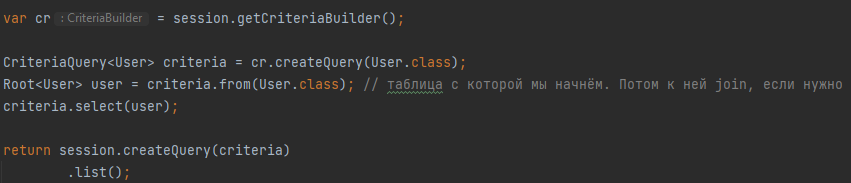 var cr : CriteriaBuilder = session.getCriteriaBuilder();
CriteriaQuery<User> criteria = cr.createQuery(User.class);
Root<User> user = criteria.from(User.class); // таблица с которой мы начнём. Потом к ней join, если нужно
criteria.select(user);
return session.createQuery(criteria)
.list();